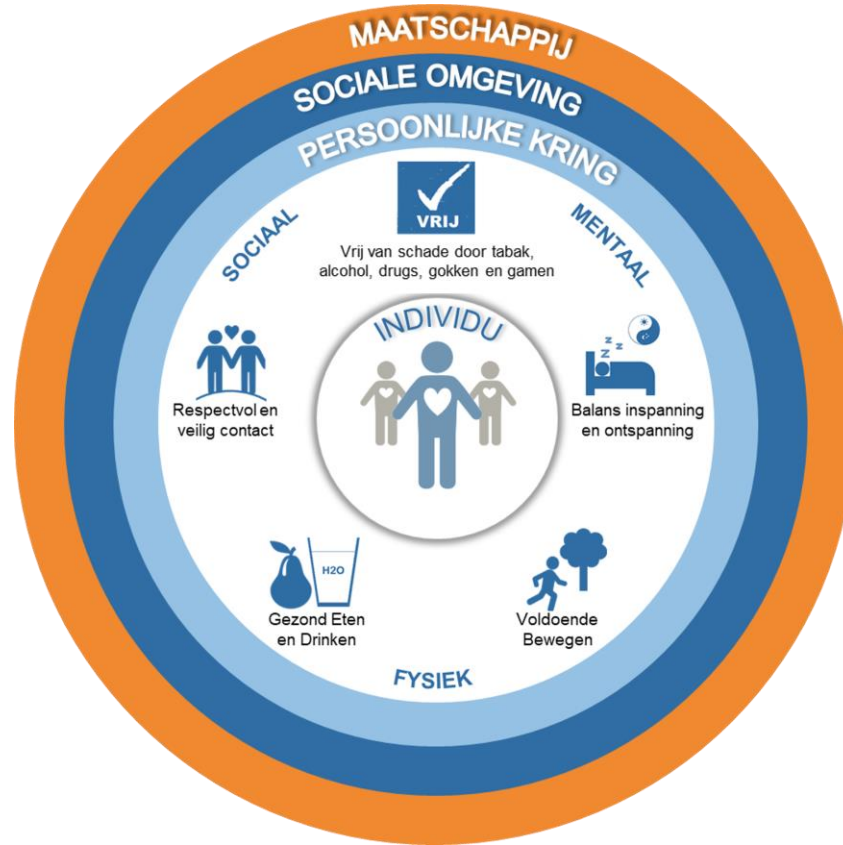 MAATSCHAPPIJ
SOCIALE OMGEVING
PERSOONLIJKE KRING
VRIJ
SOCIAAL
MENTAAL
Vrij van schade door tabak,
alcohol, drugs, gokken en gamen
INDIVIDU
z z z
Respectvol en
veilig contact
Balans inspanning
en ontspanning
H2O
Gezond Eten
en Drinken
Voldoende
Bewegen
FYSIEK